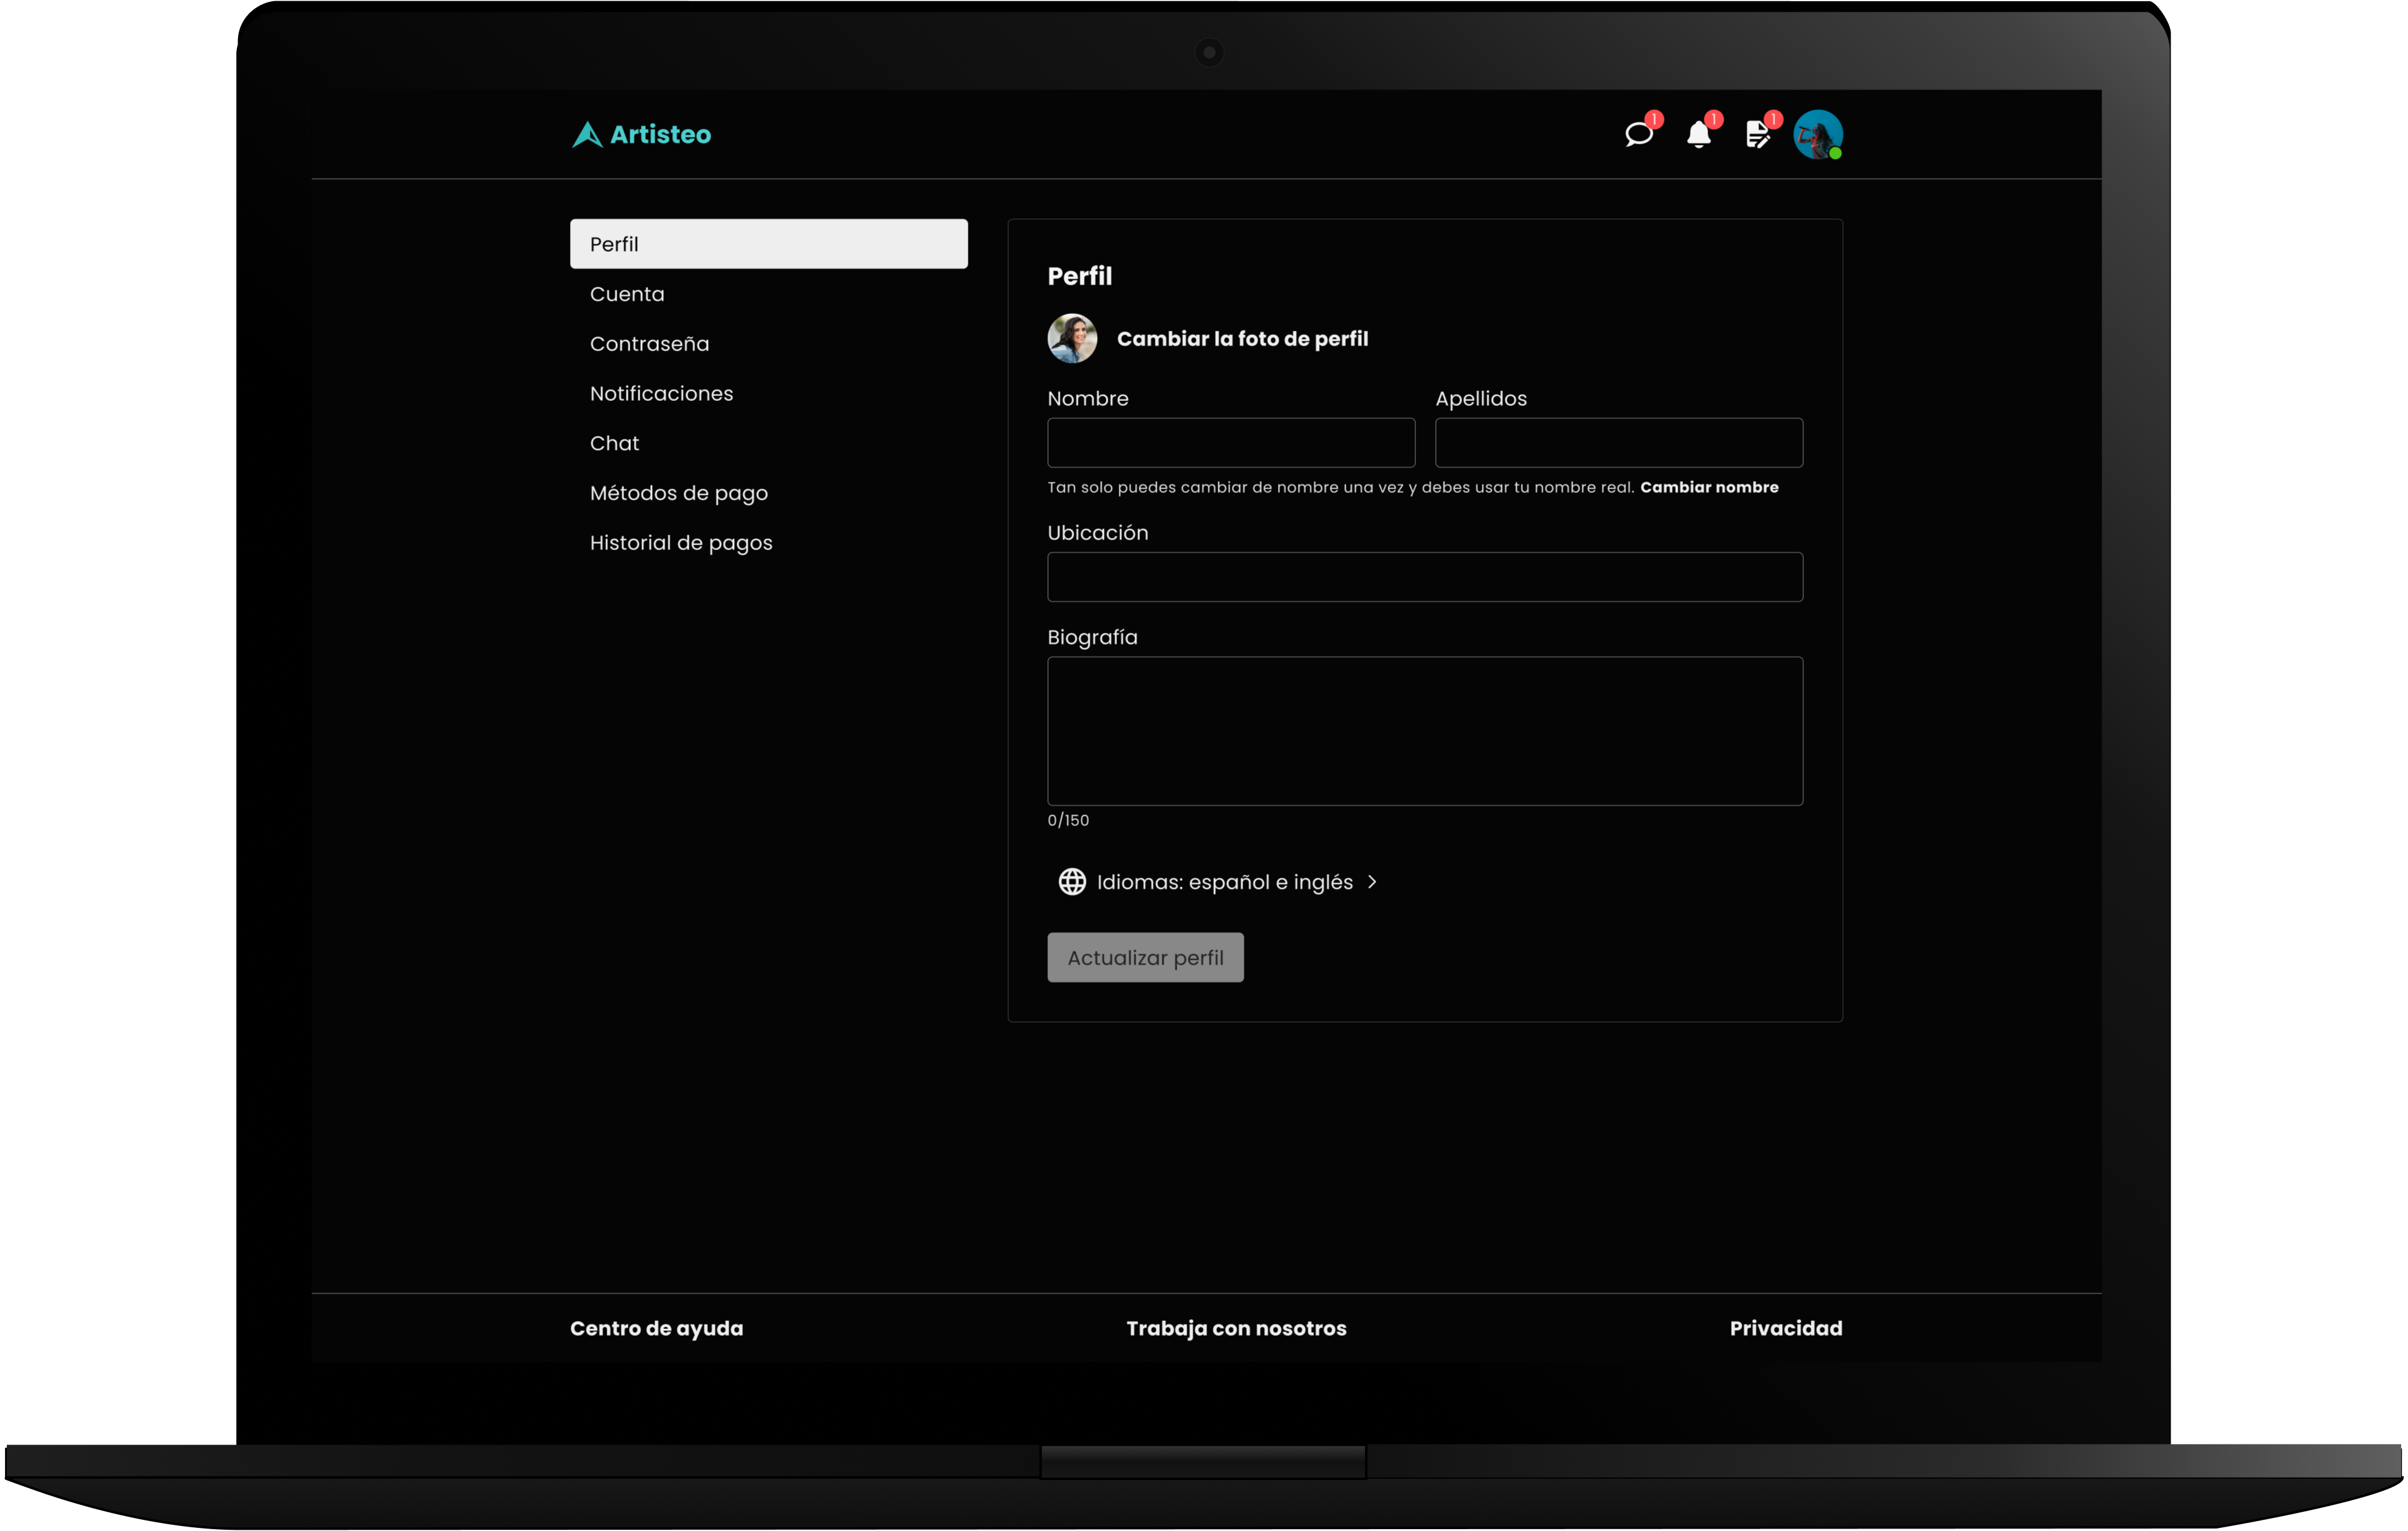 Artisteo
1
1
1
Perfil
Cuenta
Contraseña
Notificaciones
Chat
Métodos de pago
Historial de pagos
Perfil
Cambiar la foto de perfil
Nombre
Apellidos
Tan solo puedes cambiar de nombre una vez y debes usar tu nombre real. Cambiar nombre
Ubicación
Biografía
0/150
Idiomas: español e inglés
Actualizar perfil
Centro de ayuda
Trabaja con nosotros
Privacidad